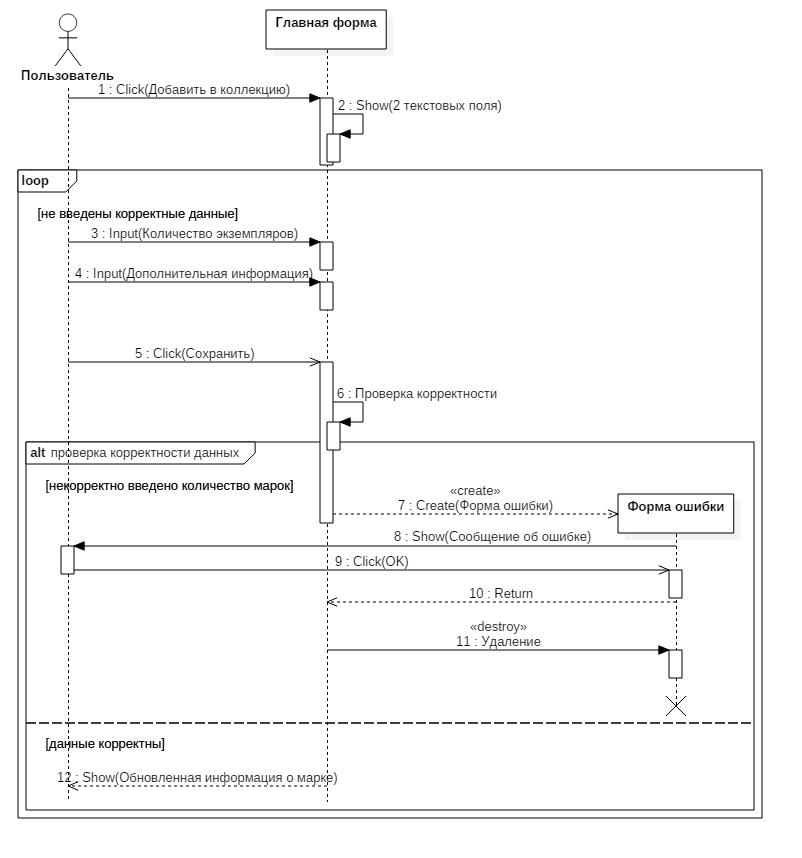 Главная форма
Пользователь
1 : Click(Добавить в коллекцию)
2 : Show(2 текстовых поля)
loop
[не введены корректные данные]
3 : Input(Количество экземпляров)
4 : Input(Дополнительная информация)
5 : Click(Сохранить)
6 : Проверка корректности
alt проверка корректности данных
[некорректно введено количество марок]
«create»
7 : Create(Форма ошибки)
Форма ошибки
8 : Show(Сообщение об ошибке)
9 : Click(OK)
10 : Return
«destroy»
11 : Удаление
[данные корректны]
12 : Show(Обновленная информация о марке)